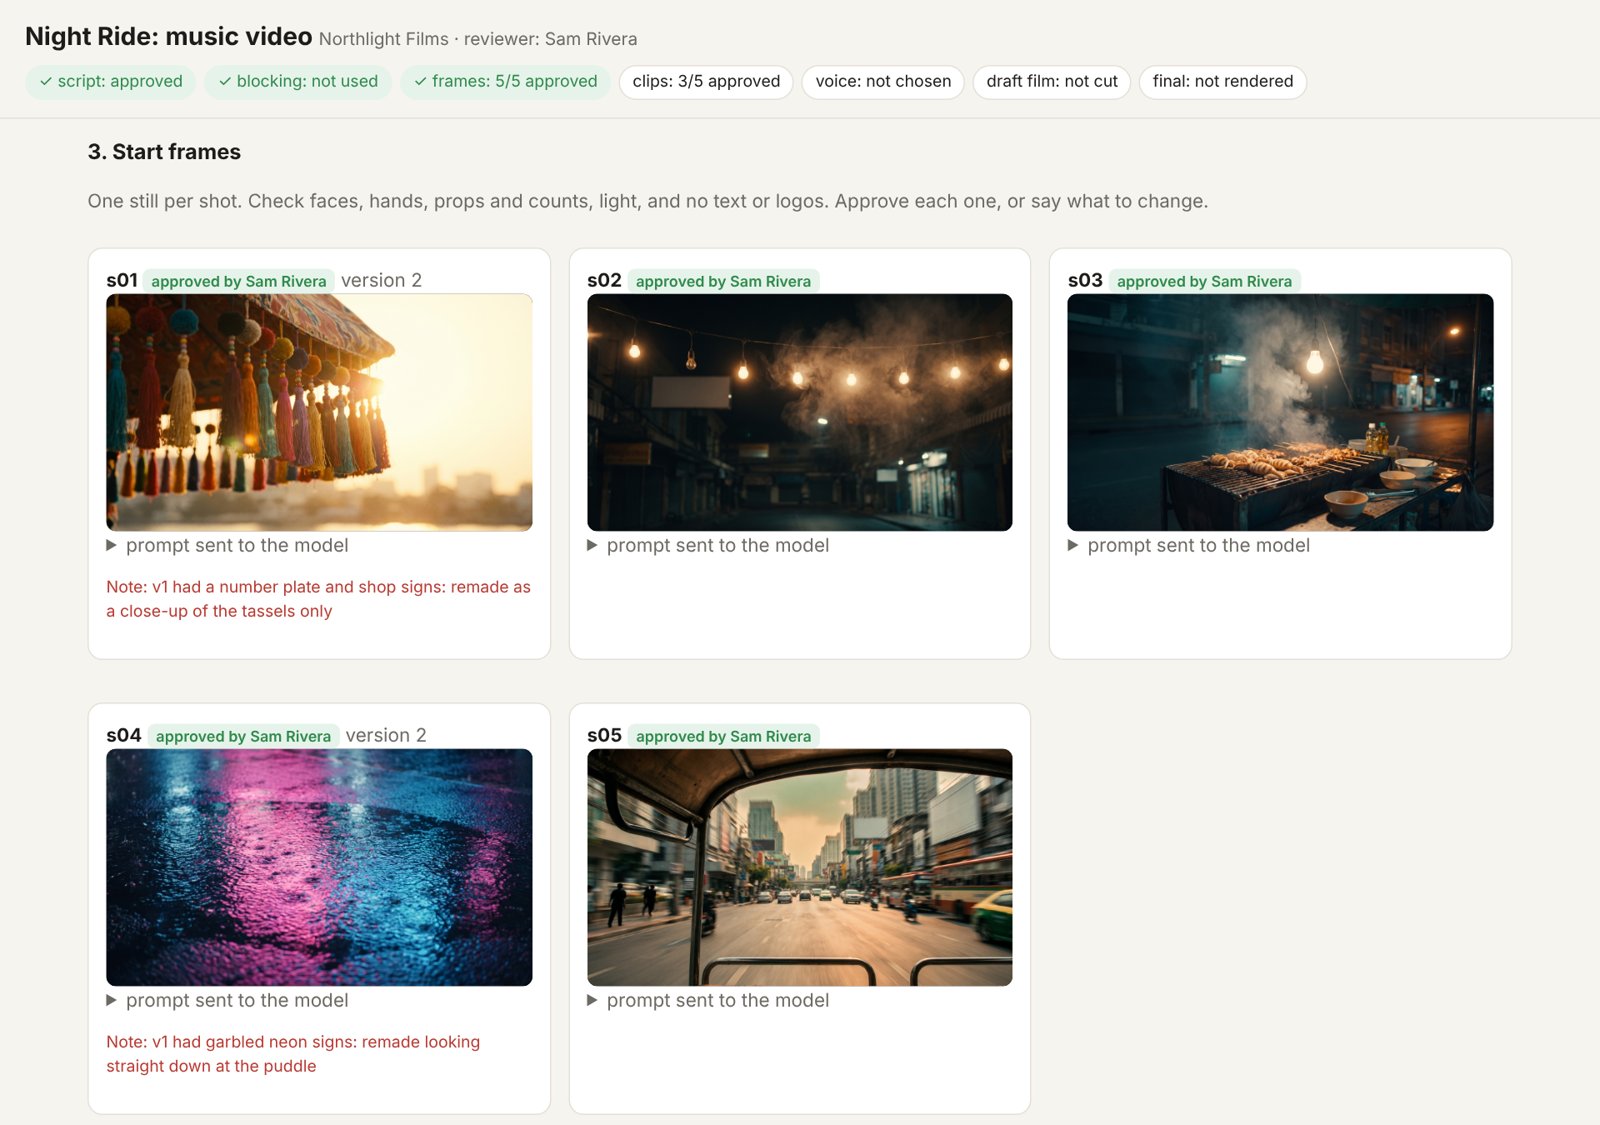 Night Ride: music video Northlight Films · reviewer: Sam Rivera
✓ script: approved ✓ blocking: not used ✓ frames: 5/5 approved clips: 3/5 approved voice: not chosen draft film: not cut final: not rendered
3. Start frames
One still per shot. Check faces, hands, props and counts, light, and no text or logos. Approve each one, or say what to change.
s01 approved by Sam Rivera version 2
▶ prompt sent to the model
Note: v1 had a number plate and shop signs: remade as
a close-up of the tassels only
s02 approved by Sam Rivera
▶ prompt sent to the model
s03 approved by Sam Rivera
▶ prompt sent to the model
s04 approved by Sam Rivera version 2
▶ prompt sent to the model
Note: v1 had garbled neon signs: remade looking
straight down at the puddle
s05 approved by Sam Rivera
▶ prompt sent to the model